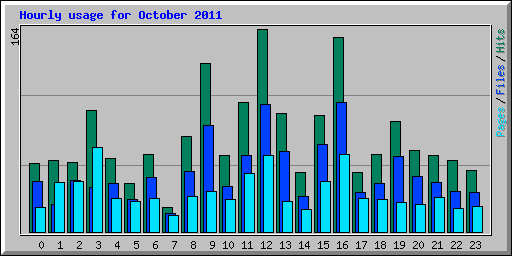 Hourly usage for October 2011
164
Pages / Files / Hits
0 1 2 3 4 5 6 7 8 9 10 11 12 13 14 15 16 17 18 19 20 21 22 23